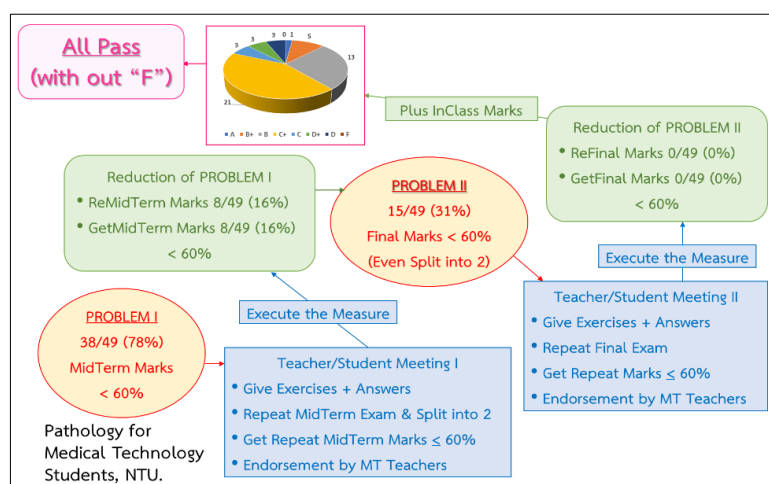 All Pass
(with out “F”)
0 1
3
3
5
13
21
A B+ B C+ C D+ D F
Plus InClass Marks
Reduction of PROBLEM II
ReFinal Marks 0/49 (0%)
GetFinal Marks 0/49 (0%)
< 60%
Reduction of PROBLEM I
• ReMidTerm Marks 8/49 (16%)
• GetMidTerm Marks 8/49 (16%)
< 60%
PROBLEM II
15/49 (31%)
Final Marks < 60%
(Even Split into 2)
Execute the Measure
Execute the Measure
PROBLEM I
38/49 (78%)
MidTerm Marks
< 60%
Teacher/Student Meeting I
• Give Exercises + Answers
• Repeat MidTerm Exam & Split into 2
• Get Repeat MidTerm Marks ≤ 60%
• Endorsement by MT Teachers
Teacher/Student Meeting II
• Give Exercises + Answers
• Repeat Final Exam
• Get Repeat Marks ≤ 60%
• Endorsement by MT Teachers
Pathology for
Medical Technology
Students, NTU.